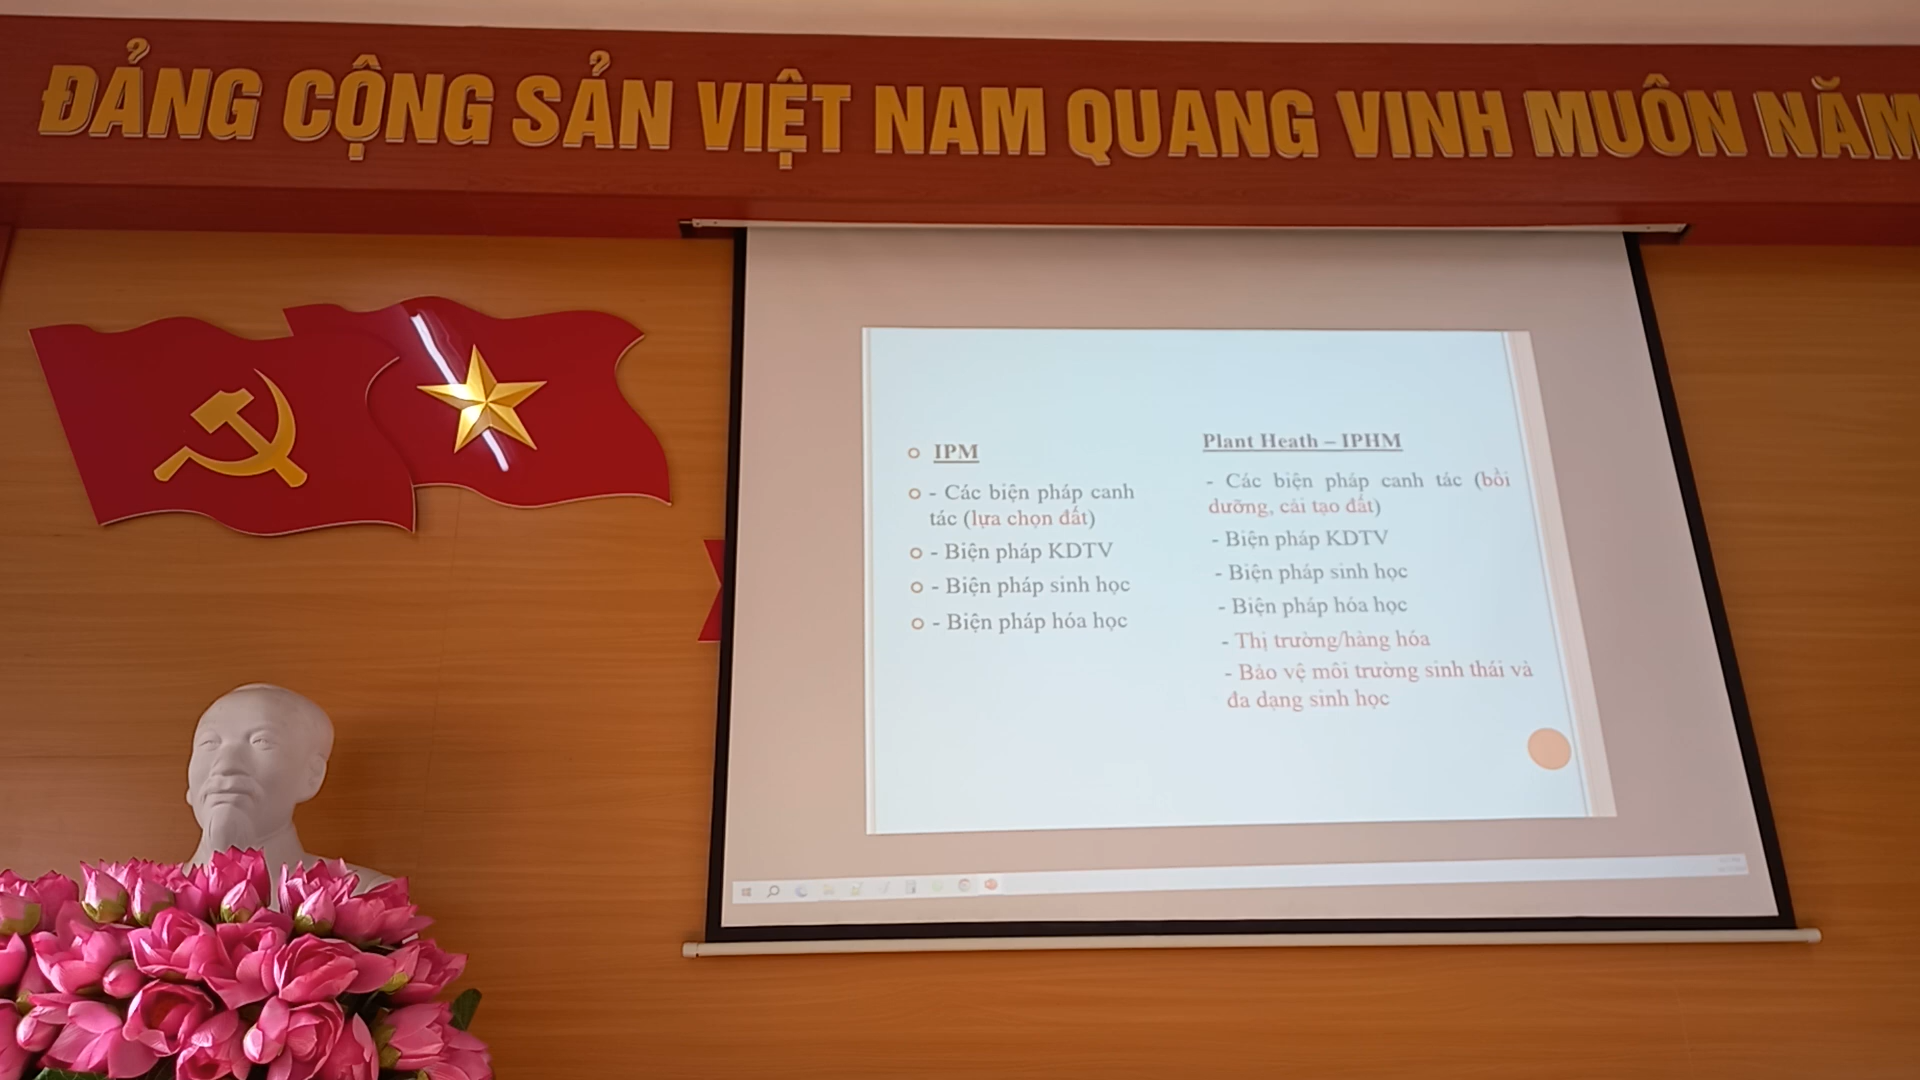 ĐẢNG CỘNG SẢN VIỆT NAM QUANG VINH MUÔN NĂM
IPM
- Các biện pháp canh
tác (lựa chọn đất)
- Biện pháp KDTV
- Biện pháp sinh học
- Biện pháp hóa học
Plant Heath – IPHM
- Các biện pháp canh tác (bồi
dưỡng, cải tạo đất)
- Biện pháp KDTV
- Biện pháp sinh học
- Biện pháp hóa học
- Thị trường/hàng hóa
- Bảo vệ môi trường sinh thái và
đa dạng sinh học